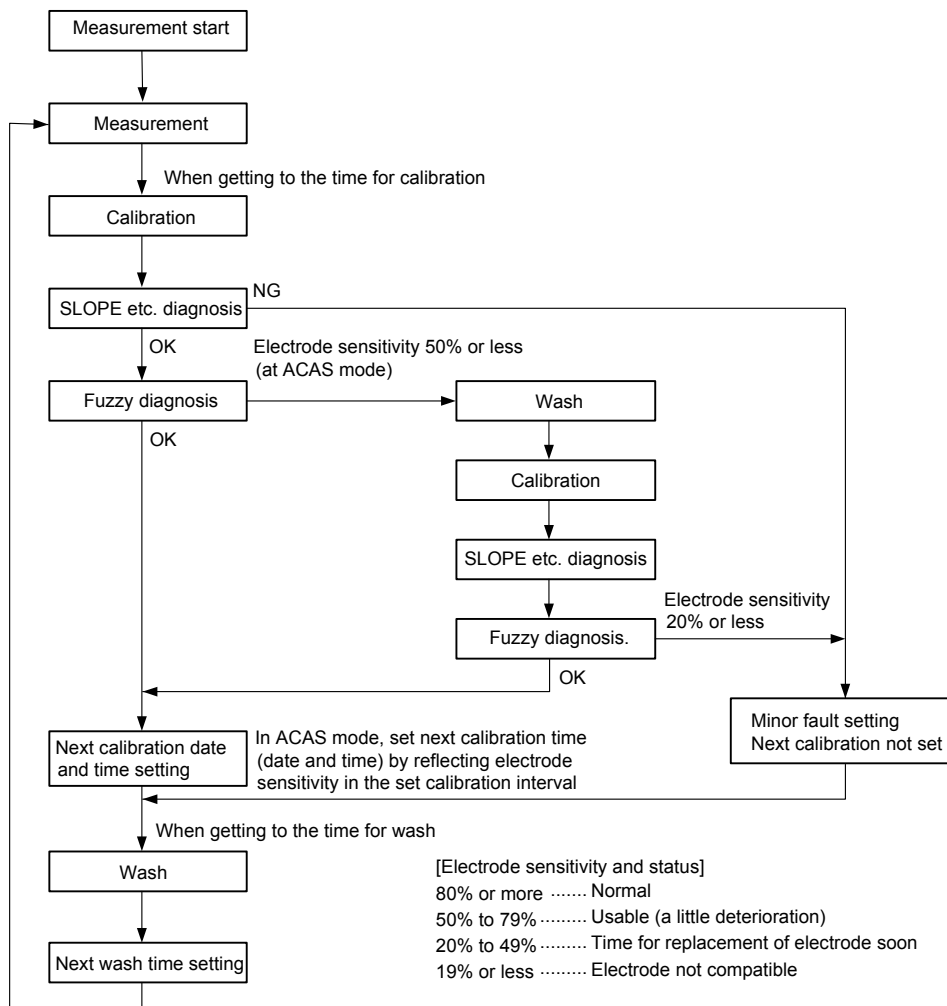 Measurement start
Measurement
When getting to the time for calibration
Calibration
SLOPE etc. diagnosis
NG
OK
Electrode sensitivity 50% or less
(at ACAS mode)
Fuzzy diagnosis
OK
Wash
Calibration
SLOPE etc. diagnosis
Electrode sensitivity
20% or less
Fuzzy diagnosis.
OK
Minor fault setting
Next calibration not set
Next calibration date
and time setting
In ACAS mode, set next calibration time
(date and time) by reflecting electrode
sensitivity in the set calibration interval
When getting to the time for wash
Wash
Next wash time setting
[Electrode sensitivity and status]
80% or more ....... Normal
50% to 79% ......... Usable (a little deterioration)
20% to 49% ......... Time for replacement of electrode soon
19% or less ......... Electrode not compatible